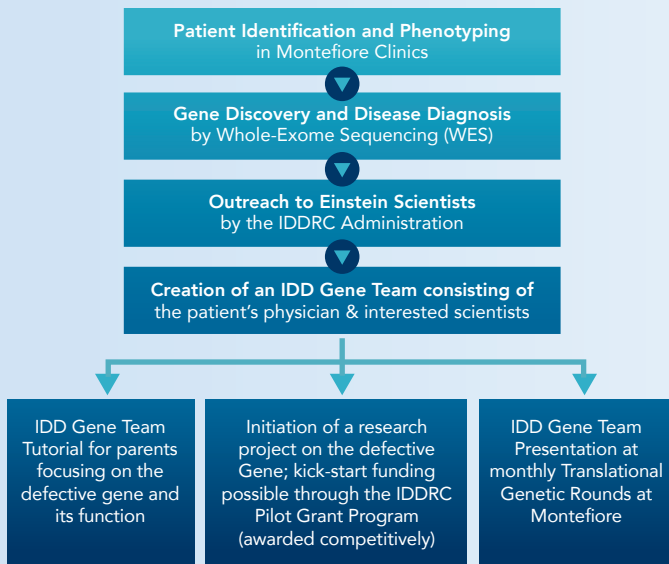 Patient Identification and Phenotyping
in Montefiore Clinics
Gene Discovery and Disease Diagnosis
by Whole-Exome Sequencing (WES)
Outreach to Einstein Scientists
by the IDDRC Administration
Creation of an IDD Gene Team consisting of
the patient's physician & interested scientists
IDD Gene Team
Tutorial for parents
focusing on the
defective gene and
its function
Initiation of a research
project on the defective
Gene; kick-start funding
possible through the IDDRC
Pilot Grant Program
(awarded competitively)
IDD Gene Team
Presentation at
monthly Translational
Genetic Rounds at
Montefiore